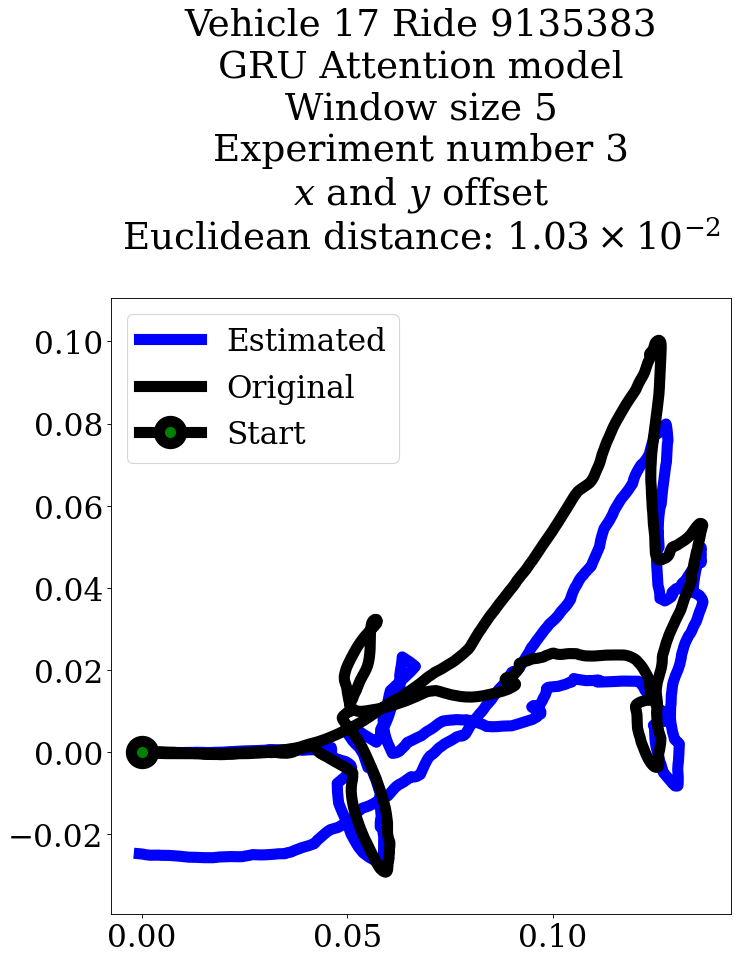 Vehicle 17 Ride 9135383
GRU Attention model
Window size 5
Experiment number 3
x and y offset
Euclidean distance: 1.03 × 10⁻²
Estimated
Original
Start
0.10
0.08
0.06
0.04
0.02
0.00
−0.02
0.00 0.05 0.10